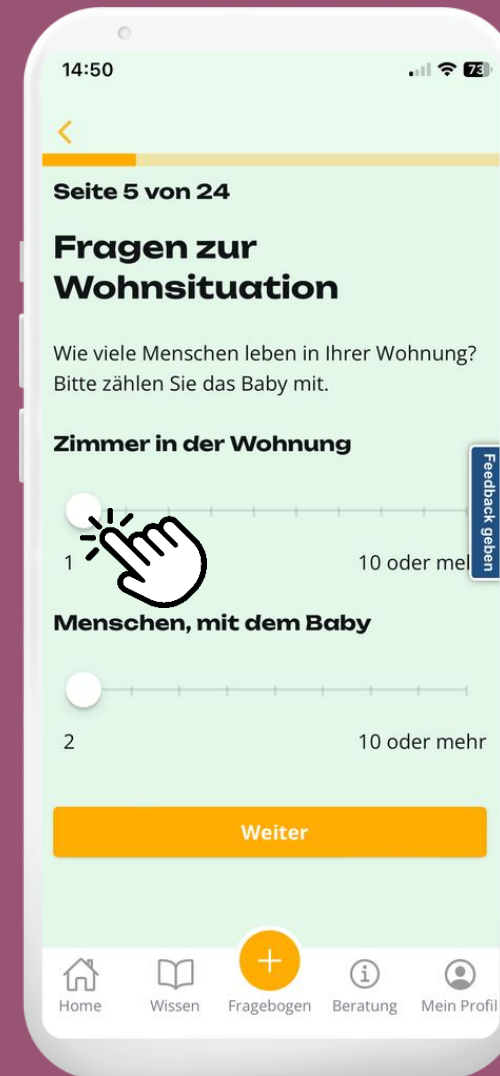 14:50
73
Seite 5 von 24
Fragen zur
Wohnsituation
Wie viele Menschen leben in Ihrer Wohnung?
Bitte zählen Sie das Baby mit.
Zimmer in der Wohnung
Feedback geben
1
10 oder me
Menschen, mit dem Baby
2
10 oder mehr
Weiter
Home
Wissen
Fragebogen
Beratung
Mein Profil